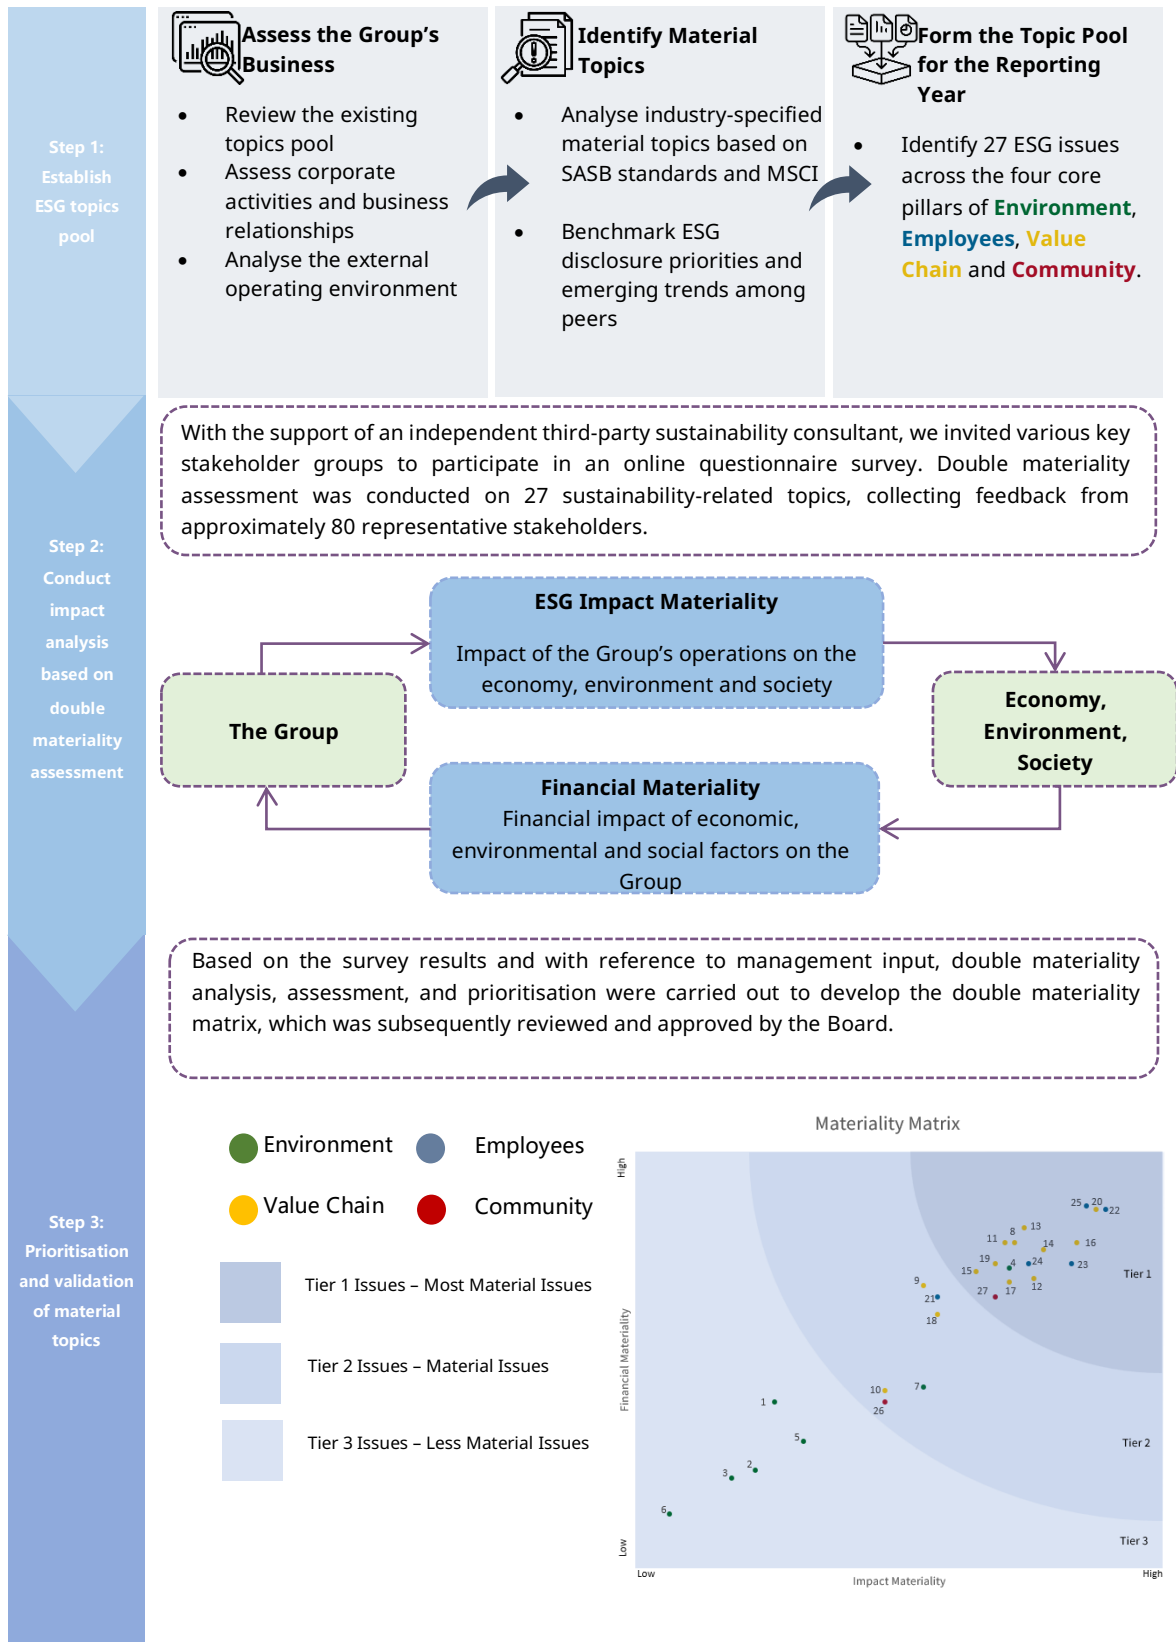 Step 1:
Establish
ESG topics
pool
Assess the Group's
Business
• Review the existing
topics pool
• Assess corporate
activities and business
relationships
• Analyse the external
operating environment
Identify Material
Topics
• Analyse industry-specified
material topics based on
SASB standards and MSCI
• Benchmark ESG
disclosure priorities and
emerging trends among
peers
Form the Topic Pool
for the Reporting
Year
• Identify 27 ESG issues
across the four core
pillars of Environment,
Employees, Value
Chain and Community.
Step 2:
Conduct
impact
analysis
based on
double
materiality
assessment
With the support of an independent third-party sustainability consultant, we invited various key
stakeholder groups to participate in an online questionnaire survey. Double materiality
assessment was conducted on 27 sustainability-related topics, collecting feedback from
approximately 80 representative stakeholders.
ESG Impact Materiality
Impact of the Group's operations on the
economy, environment and society
The Group
Economy,
Environment,
Society
Financial Materiality
Financial impact of economic,
environmental and social factors on the
Group
Step 3:
Prioritisation
and validation
of material
topics
Based on the survey results and with reference to management input, double materiality
analysis, assessment, and prioritisation were carried out to develop the double materiality
matrix, which was subsequently reviewed and approved by the Board.
Environment
Employees
Value Chain
Community
Tier 1 Issues – Most Material Issues
Tier 2 Issues – Material Issues
Tier 3 Issues – Less Material Issues
Materiality Matrix
High
Financial Materiality
Low
25
20
22
13
8
11
14
16
19
4
24
23
15
17
12
27
9
21
18
Tier 1
7
10
26
1
5
2
3
6
Tier 2
Tier 3
Low
Impact Materiality
High